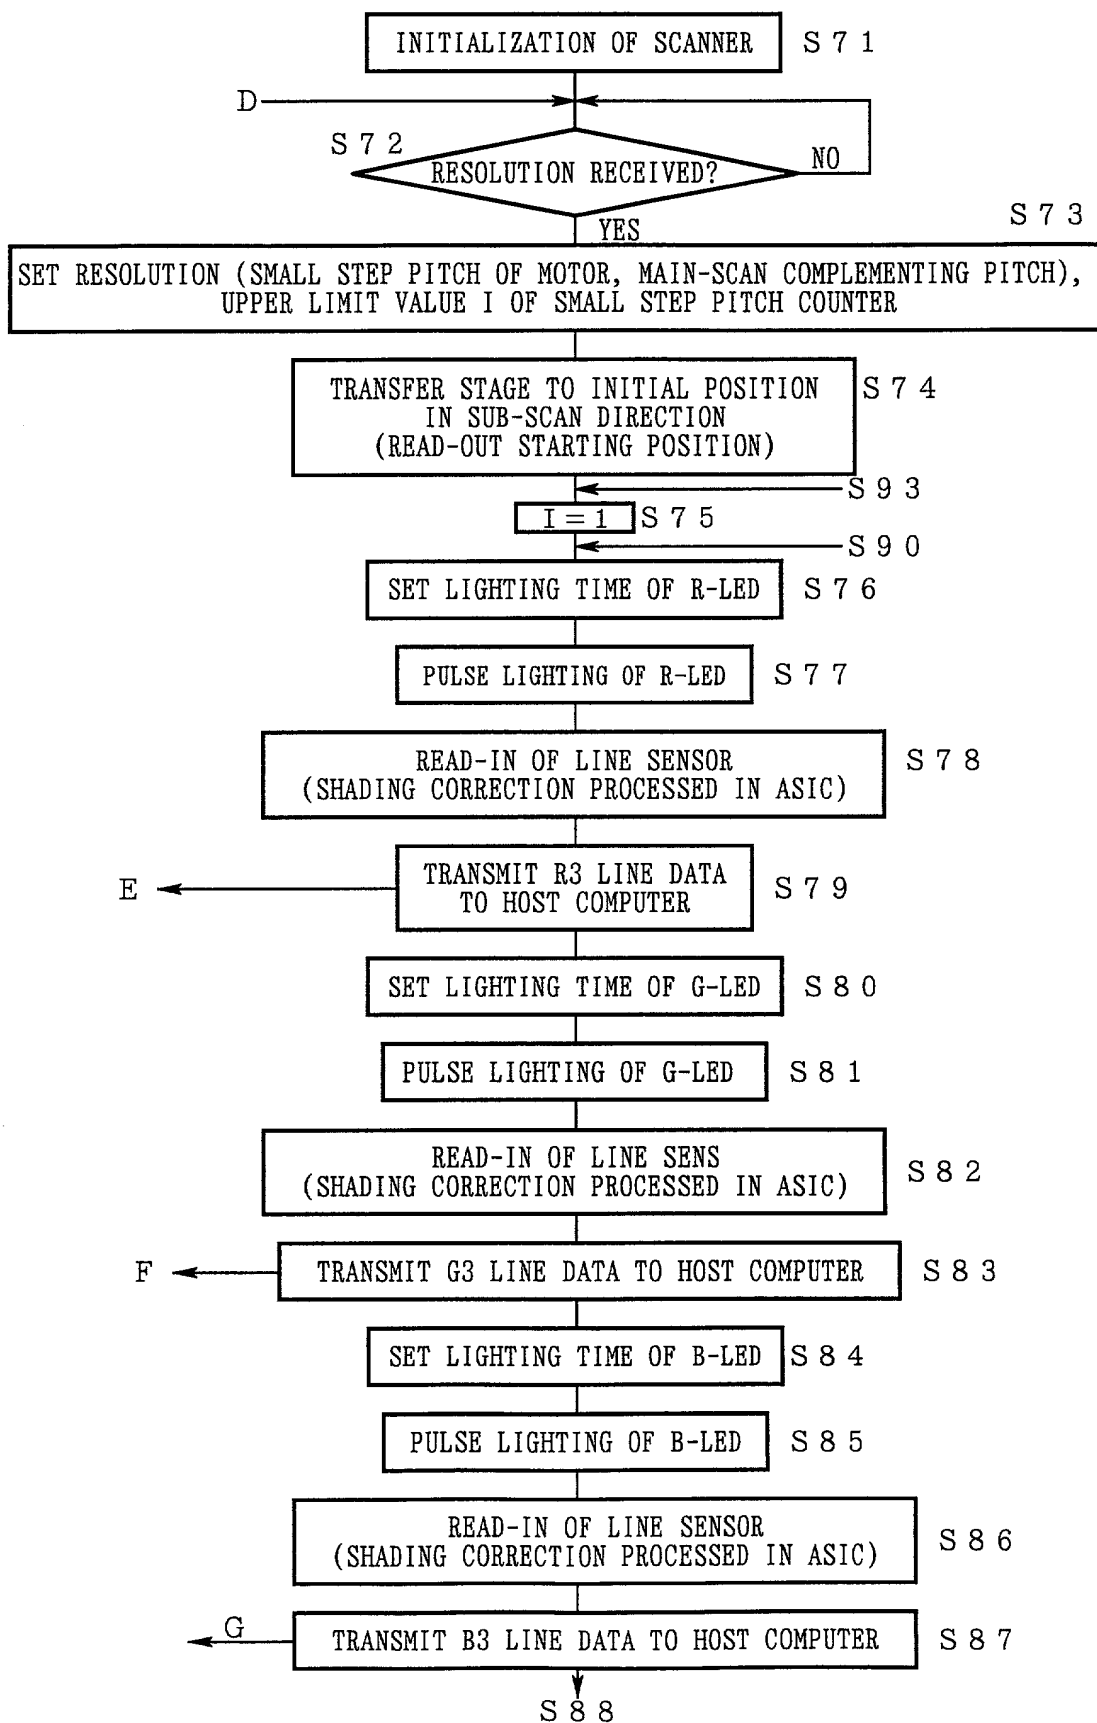 INITIALIZATION OF SCANNER S71
D
S72
RESOLUTION RECEIVED?
NO
YES
S73
SET RESOLUTION (SMALL STEP PITCH OF MOTOR, MAIN-SCAN COMPLEMENTING PITCH),
UPPER LIMIT VALUE I OF SMALL STEP PITCH COUNTER
TRANSFER STAGE TO INITIAL POSITION S74
IN SUB-SCAN DIRECTION
(READ-OUT STARTING POSITION)
S93
I=1 S75
S90
SET LIGHTING TIME OF R-LED S76
PULSE LIGHTING OF R-LED S77
READ-IN OF LINE SENSOR S78
(SHADING CORRECTION PROCESSED IN ASIC)
E
TRANSMIT R3 LINE DATA S79
TO HOST COMPUTER
SET LIGHTING TIME OF G-LED S80
PULSE LIGHTING OF G-LED S81
READ-IN OF LINE SENS S82
(SHADING CORRECTION PROCESSED IN ASIC)
F
TRANSMIT G3 LINE DATA TO HOST COMPUTER S83
SET LIGHTING TIME OF B-LED S84
PULSE LIGHTING OF B-LED S85
READ-IN OF LINE SENSOR S86
(SHADING CORRECTION PROCESSED IN ASIC)
G
TRANSMIT B3 LINE DATA TO HOST COMPUTER S87
S88